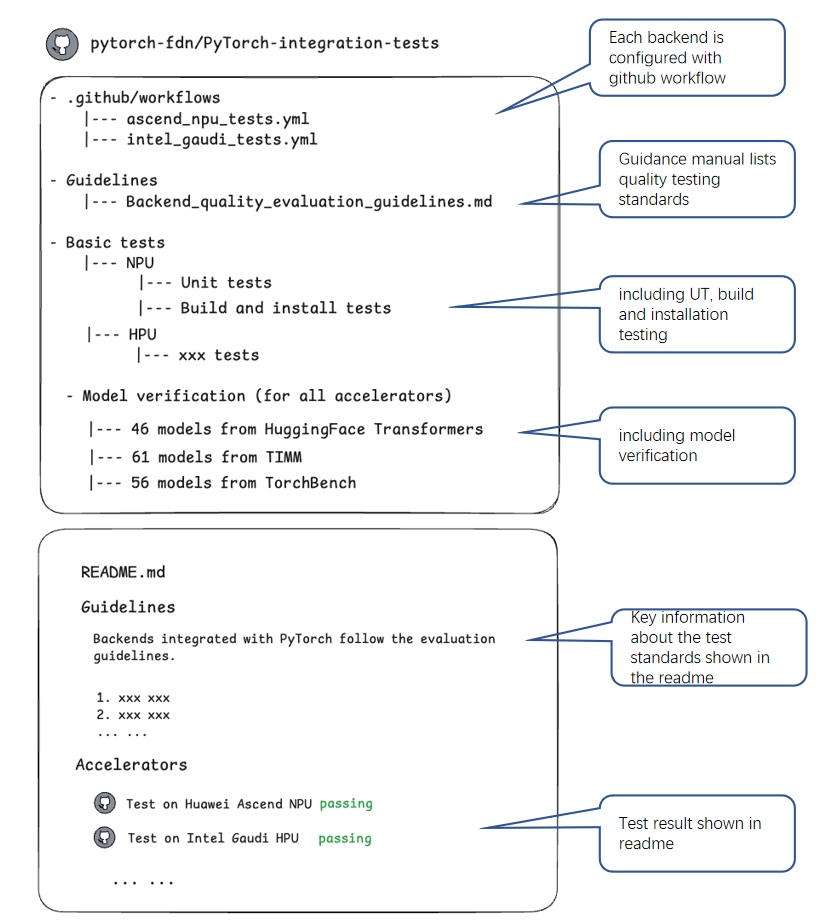 pytorch-fdn/PyTorch-integration-tests
Each backend is
configured with
github workflow
- .github/workflows
|--- ascend_npu_tests.yml
|--- intel_gaudi_tests.yml
Guidance manual lists
quality testing
standards
- Guidelines
|--- Backend_quality_evaluation_guidelines.md
- Basic tests
|--- NPU
|--- Unit tests
|--- Build and install tests
including UT, build
and installation
testing
|--- HPU
|--- xxx tests
- Model verification (for all accelerators)
|--- 46 models from HuggingFace Transformers
|--- 61 models from TIMM
|--- 56 models from TorchBench
including model
verification
README.md
Guidelines
Backends integrated with PyTorch follow the evaluation
guidelines.
Key information
about the test
standards shown in
the readme
1. xxx xxx
2. xxx xxx
... ...
Accelerators
Test on Huawei Ascend NPU passing
Test on Intel Gaudi HPU passing
... ...
Test result shown in
readme